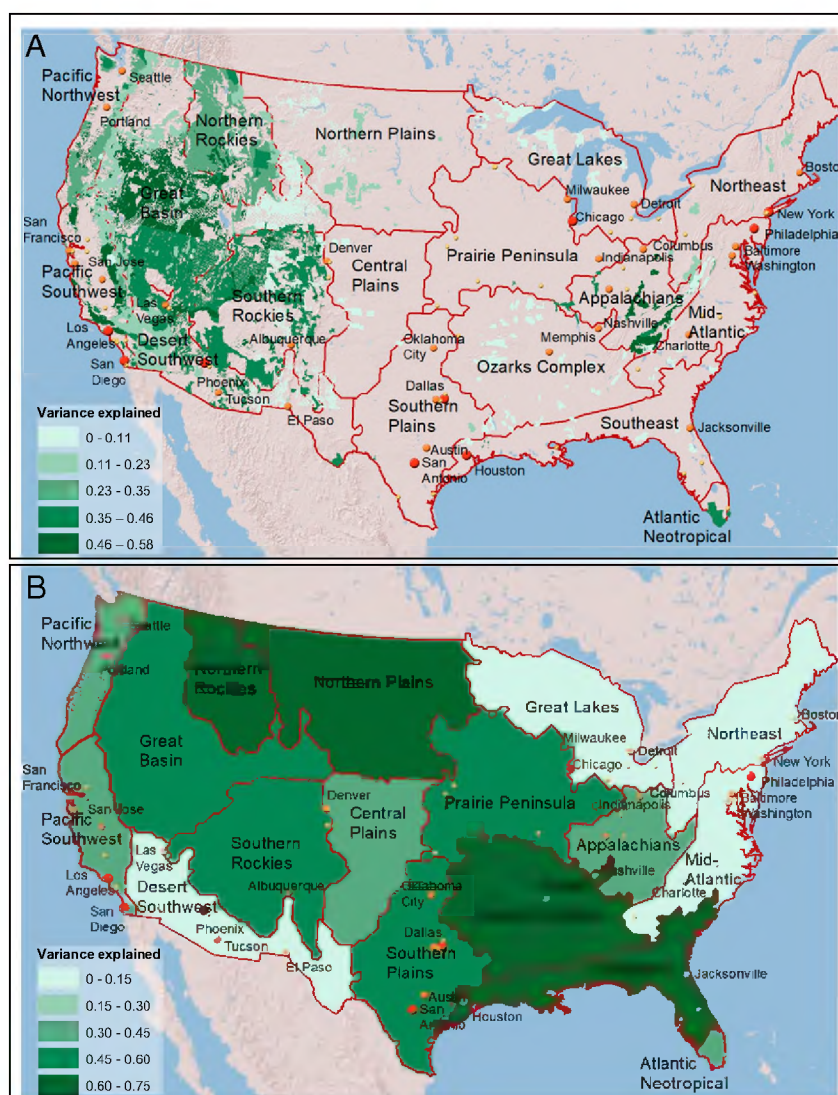 A
Pacific
Northwest
Seattle
Portland
Northern
Rockies
Northern Plains
Great Lakes
Great
Basin
Milwaukee
Detroit
Boston
Northeast
New York
Chicago
Philadelphia
San
Francisco
Denver
Columbus
Baltimore
Indianapolis
Washington
Prairie Peninsula
San Jose
Pacific
Southwest
Central
Plains
Las
Vegas
Southern
Rockies
Appalachians
Mid-
Atlantic
Los
Angeles
Desert
Southwest
Albuquerque
Oklahoma
City
Memphis
Nashville
Charlotte
San
Diego
Ozarks Complex
Phoenix
Tucson
Dallas
Southern
Plains
El Paso
Southeast
Jacksonville
Austin
San
Antonio
Houston
Atlantic
Neotropical
Variance explained
0 - 0.11
0.11 - 0.23
0.23 - 0.35
0.35 – 0.46
0.46 – 0.58
B
Pacific
Northwest
Northern
Rockies
Northern Plains
Great Lakes
Great
Basin
Milwaukee
Detroit
Boston
Northeast
New York
Chicago
Philadelphia
San
Francisco
Denver
Columbus
Baltimore
Indianapolis
Washington
Prairie Peninsula
San Jose
Pacific
Southwest
Central
Plains
Las
Vegas
Southern
Rockies
Appalachians
Mid-
Atlantic
Los
Angeles
Desert
Southwest
Albuquerque
Oklahoma
City
Charlotte
San
Diego
Phoenix
Tucson
Dallas
Southern
Plains
El Paso
Jacksonville
Austin
San
Houston
Atlantic
Neotropical
Variance explained
0 - 0.15
0.15 - 0.30
0.30 - 0.45
0.45 - 0.60
0.60 - 0.75